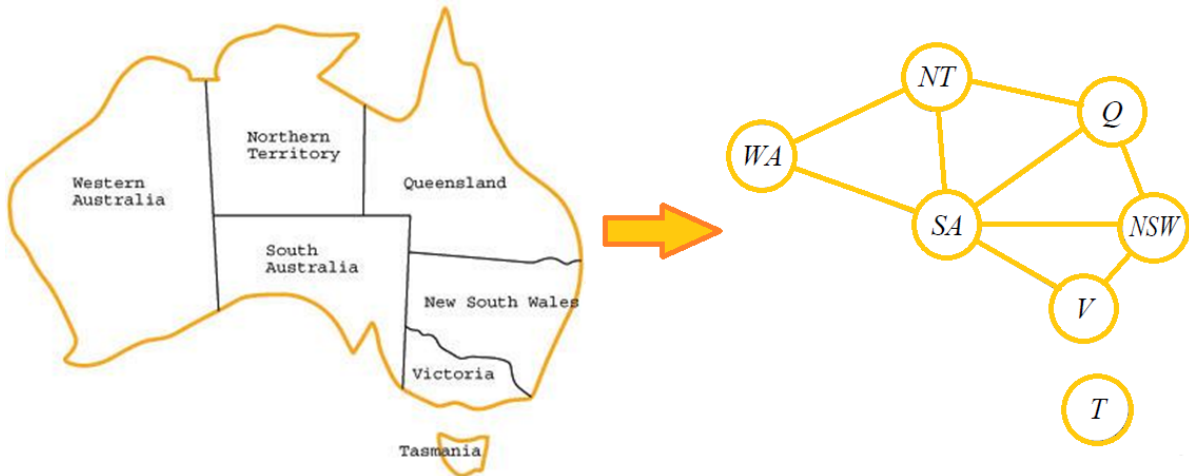 Northern
Territory
Western
Australia
Queensland
South
Australia
New South Wales
Victoria
Tasmania
NT
Q
WA
SA
NSW
V
T